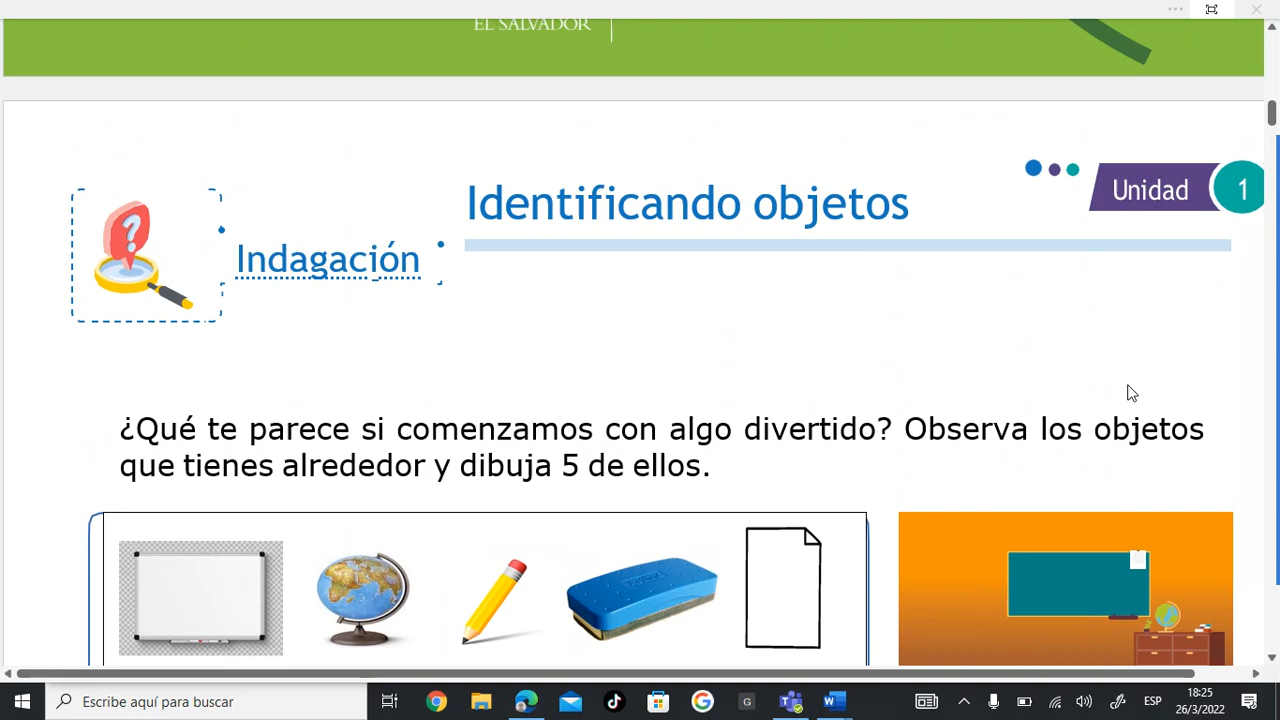 EL SALVADOR
Unidad 1
Identificando objetos
Indagación
¿Qué te parece si comenzamos con algo divertido? Observa los objetos
que tienes alrededor y dibuja 5 de ellos.
Escribe aquí para buscar
G
ESP
18:25
26/3/2022